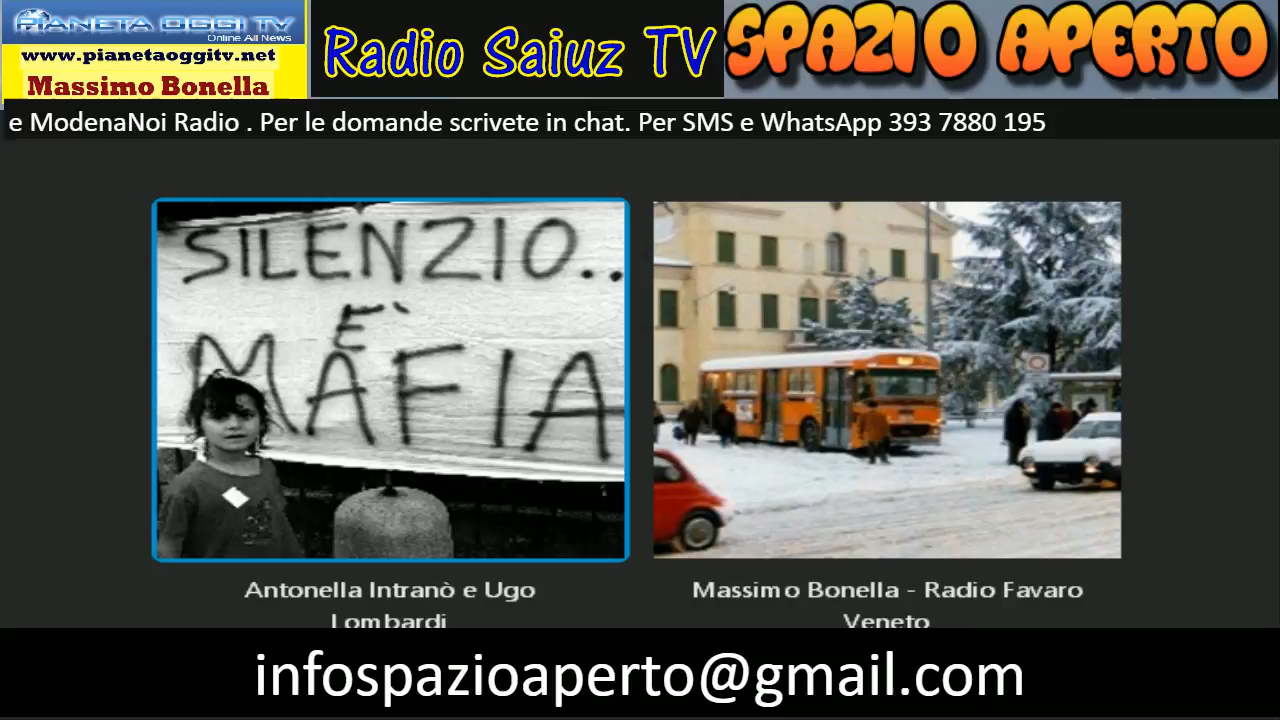 PIANETA OGGI TV
Online All News
www.pianetaoggitv.net
Massimo Bonella
Radio Saiuz TV
SPAZIO APERTO
e ModenaNoi Radio . Per le domande scrivete in chat. Per SMS e WhatsApp 393 7880 195
SILENZIO..
E'
MAFIA
Antonella Intranò e Ugo
Lombardi
Massimo Bonella - Radio Favaro
Veneto
infospazioaperto@gmail.com